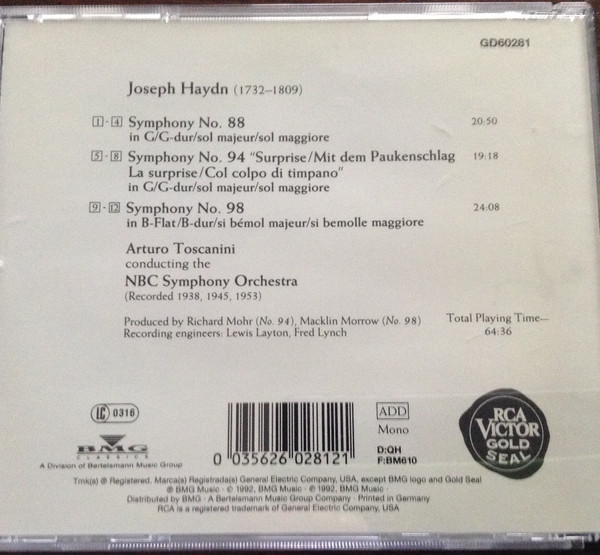 GD60281
Joseph Haydn (1732–1809)
1 - 4 Symphony No. 88 20:50
in G/G-dur/sol majeur/sol maggiore
5 - 8 Symphony No. 94 "Surprise/Mit dem Paukenschlag 19:18
La surprise/Col colpo di timpano"
in G/G-dur/sol majeur/sol maggiore
9 - 12 Symphony No. 98 24:08
in B-Flat/B-dur/si bémol majeur/si bemolle maggiore
Arturo Toscanini
conducting the
NBC Symphony Orchestra
(Recorded 1938, 1945, 1953)
Produced by Richard Mohr (No. 94), Macklin Morrow (No. 98)
Recording engineers: Lewis Layton, Fred Lynch
Total Playing Time—
64:36
LC 0316
BMG
CLASSICS
A Division of Bertelsmann Music Group
0 035626 028121
ADD
Mono
D:QH
F:BM610
RCA
VICTOR
GOLD
SEAL
Tmk(s) ® Registered. Marca(s) Registrada(s) General Electric Company, USA, except BMG logo and Gold Seal
® BMG Music · © 1992, BMG Music · ℗ 1992, BMG Music ·
Distributed by BMG · A Bertelsmann Music Group Company · Printed in Germany
RCA is a registered trademark of General Electric Company, USA